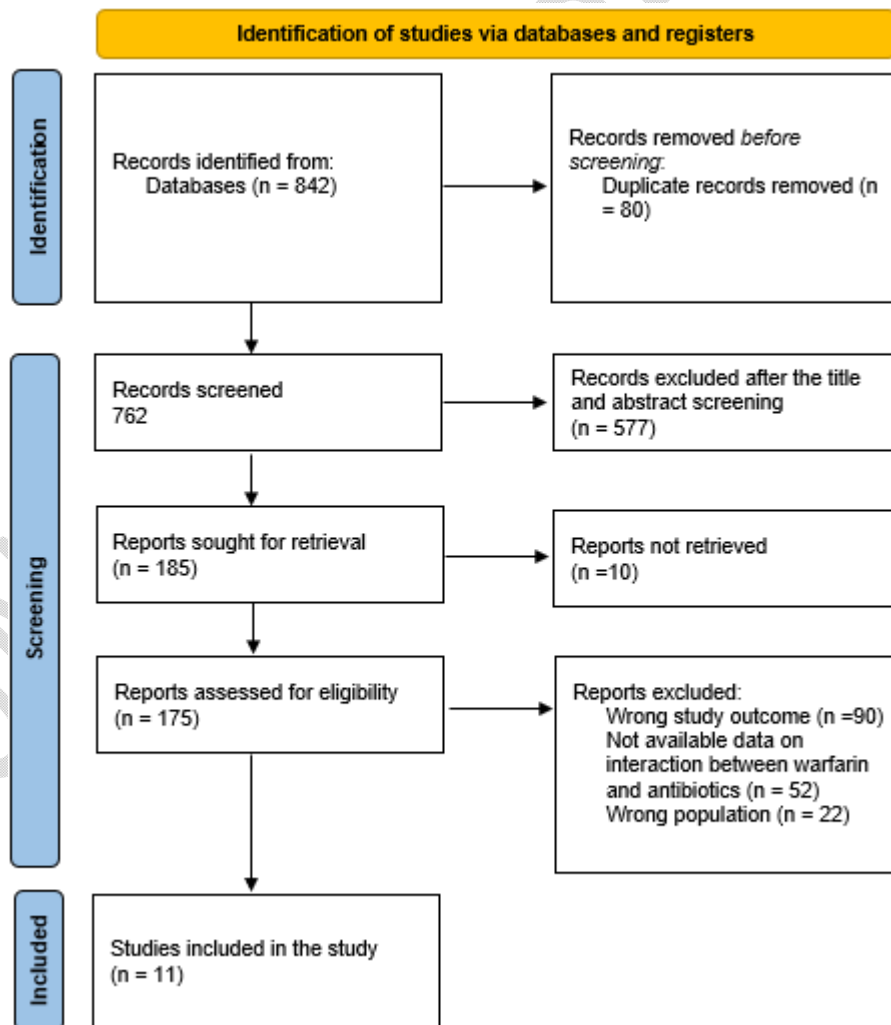 Identification of studies via databases and registers
Identification
Records identified from:
Databases (n = 842)
Records removed before
screening:
Duplicate records removed (n
= 80)
Screening
Records screened
762
Records excluded after the title
and abstract screening
(n = 577)
Reports sought for retrieval
(n = 185)
Reports not retrieved
(n =10)
Reports assessed for eligibility
(n = 175)
Reports excluded:
Wrong study outcome (n =90)
Not available data on
interaction between warfarin
and antibiotics (n = 52)
Wrong population (n = 22)
Included
Studies included in the study
(n = 11)